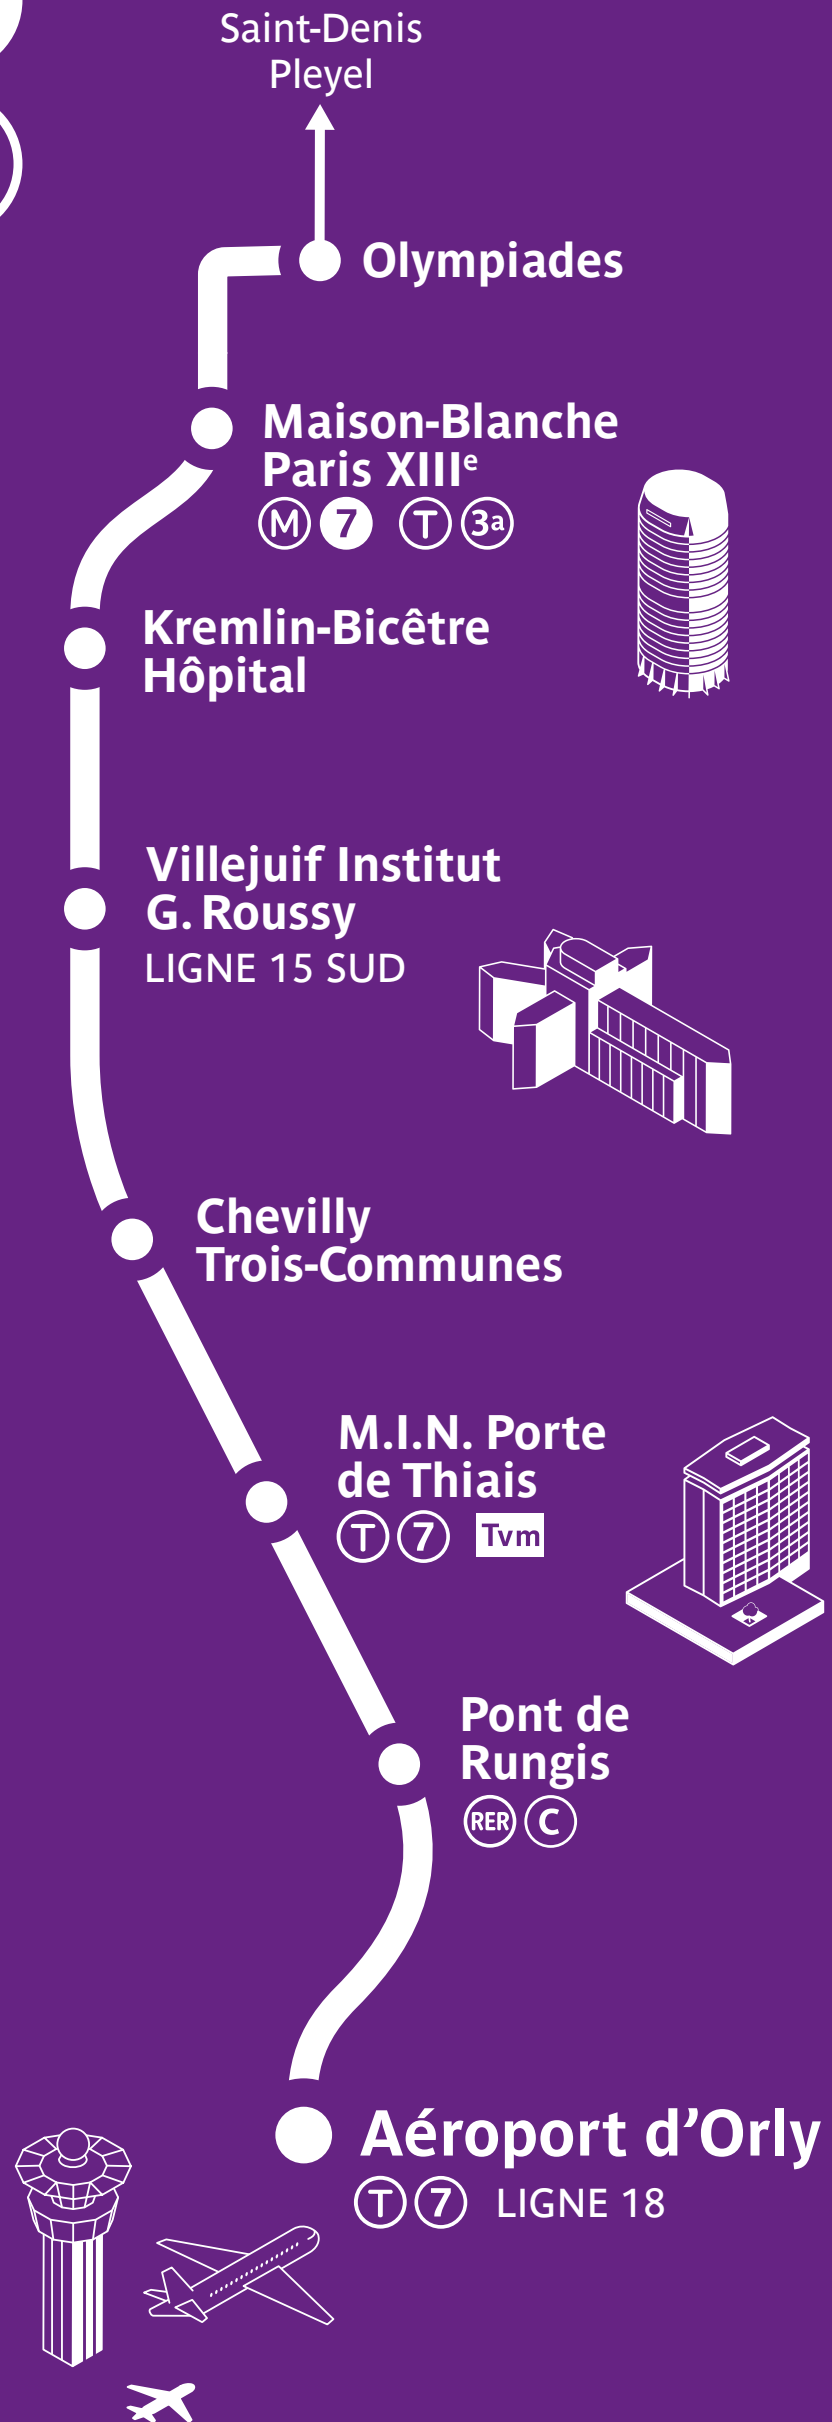 Saint-Denis
Pleyel
Olympiades
Maison-Blanche
Paris XIIIe
M 7 T 3a
Kremlin-Bicêtre
Hôpital
Villejuif Institut
G. Roussy
LIGNE 15 SUD
Chevilly
Trois-Communes
M.I.N. Porte
de Thiais
T 7 Tvm
Pont de
Rungis
RER C
Aéroport d’Orly
T 7 LIGNE 18